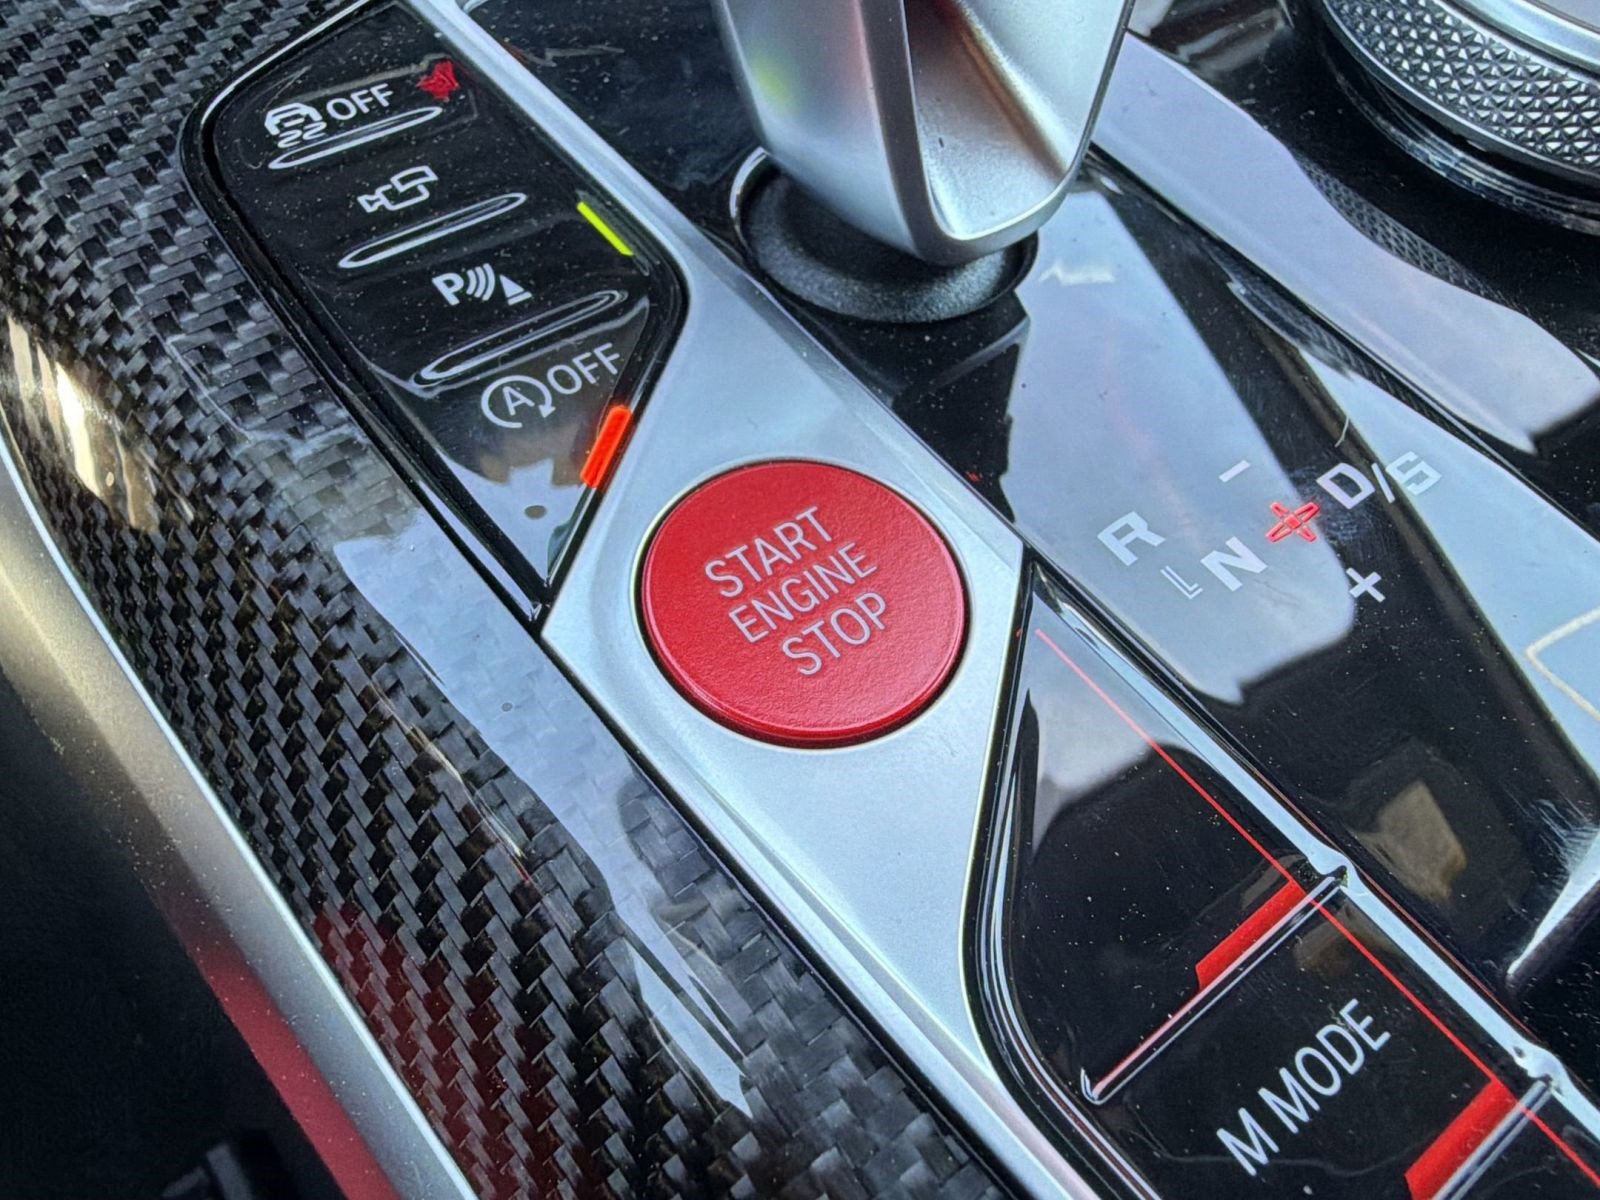 OFF
P
A OFF
START
ENGINE
STOP
R
N
D/S
-
+
M MODE